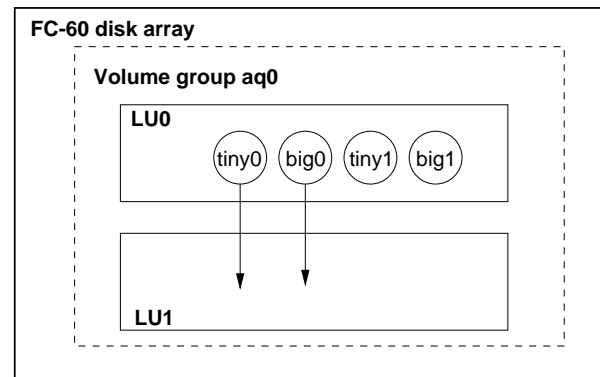 FC-60 disk array
Volume group aq0
LU0
tiny0 big0 tiny1 big1
LU1